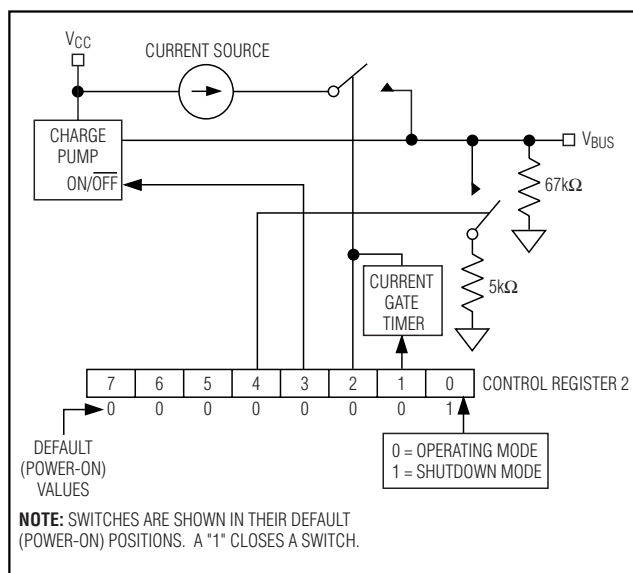 VCC
CURRENT SOURCE
CHARGE
PUMP
ON/OFF
VBUS
67kΩ
5kΩ
CURRENT
GATE
TIMER
7 6 5 4 3 2 1 0 CONTROL REGISTER 2
0 0 0 0 0 0 0 1
DEFAULT
(POWER-ON)
VALUES
0 = OPERATING MODE
1 = SHUTDOWN MODE
NOTE: SWITCHES ARE SHOWN IN THEIR DEFAULT
(POWER-ON) POSITIONS. A "1" CLOSES A SWITCH.